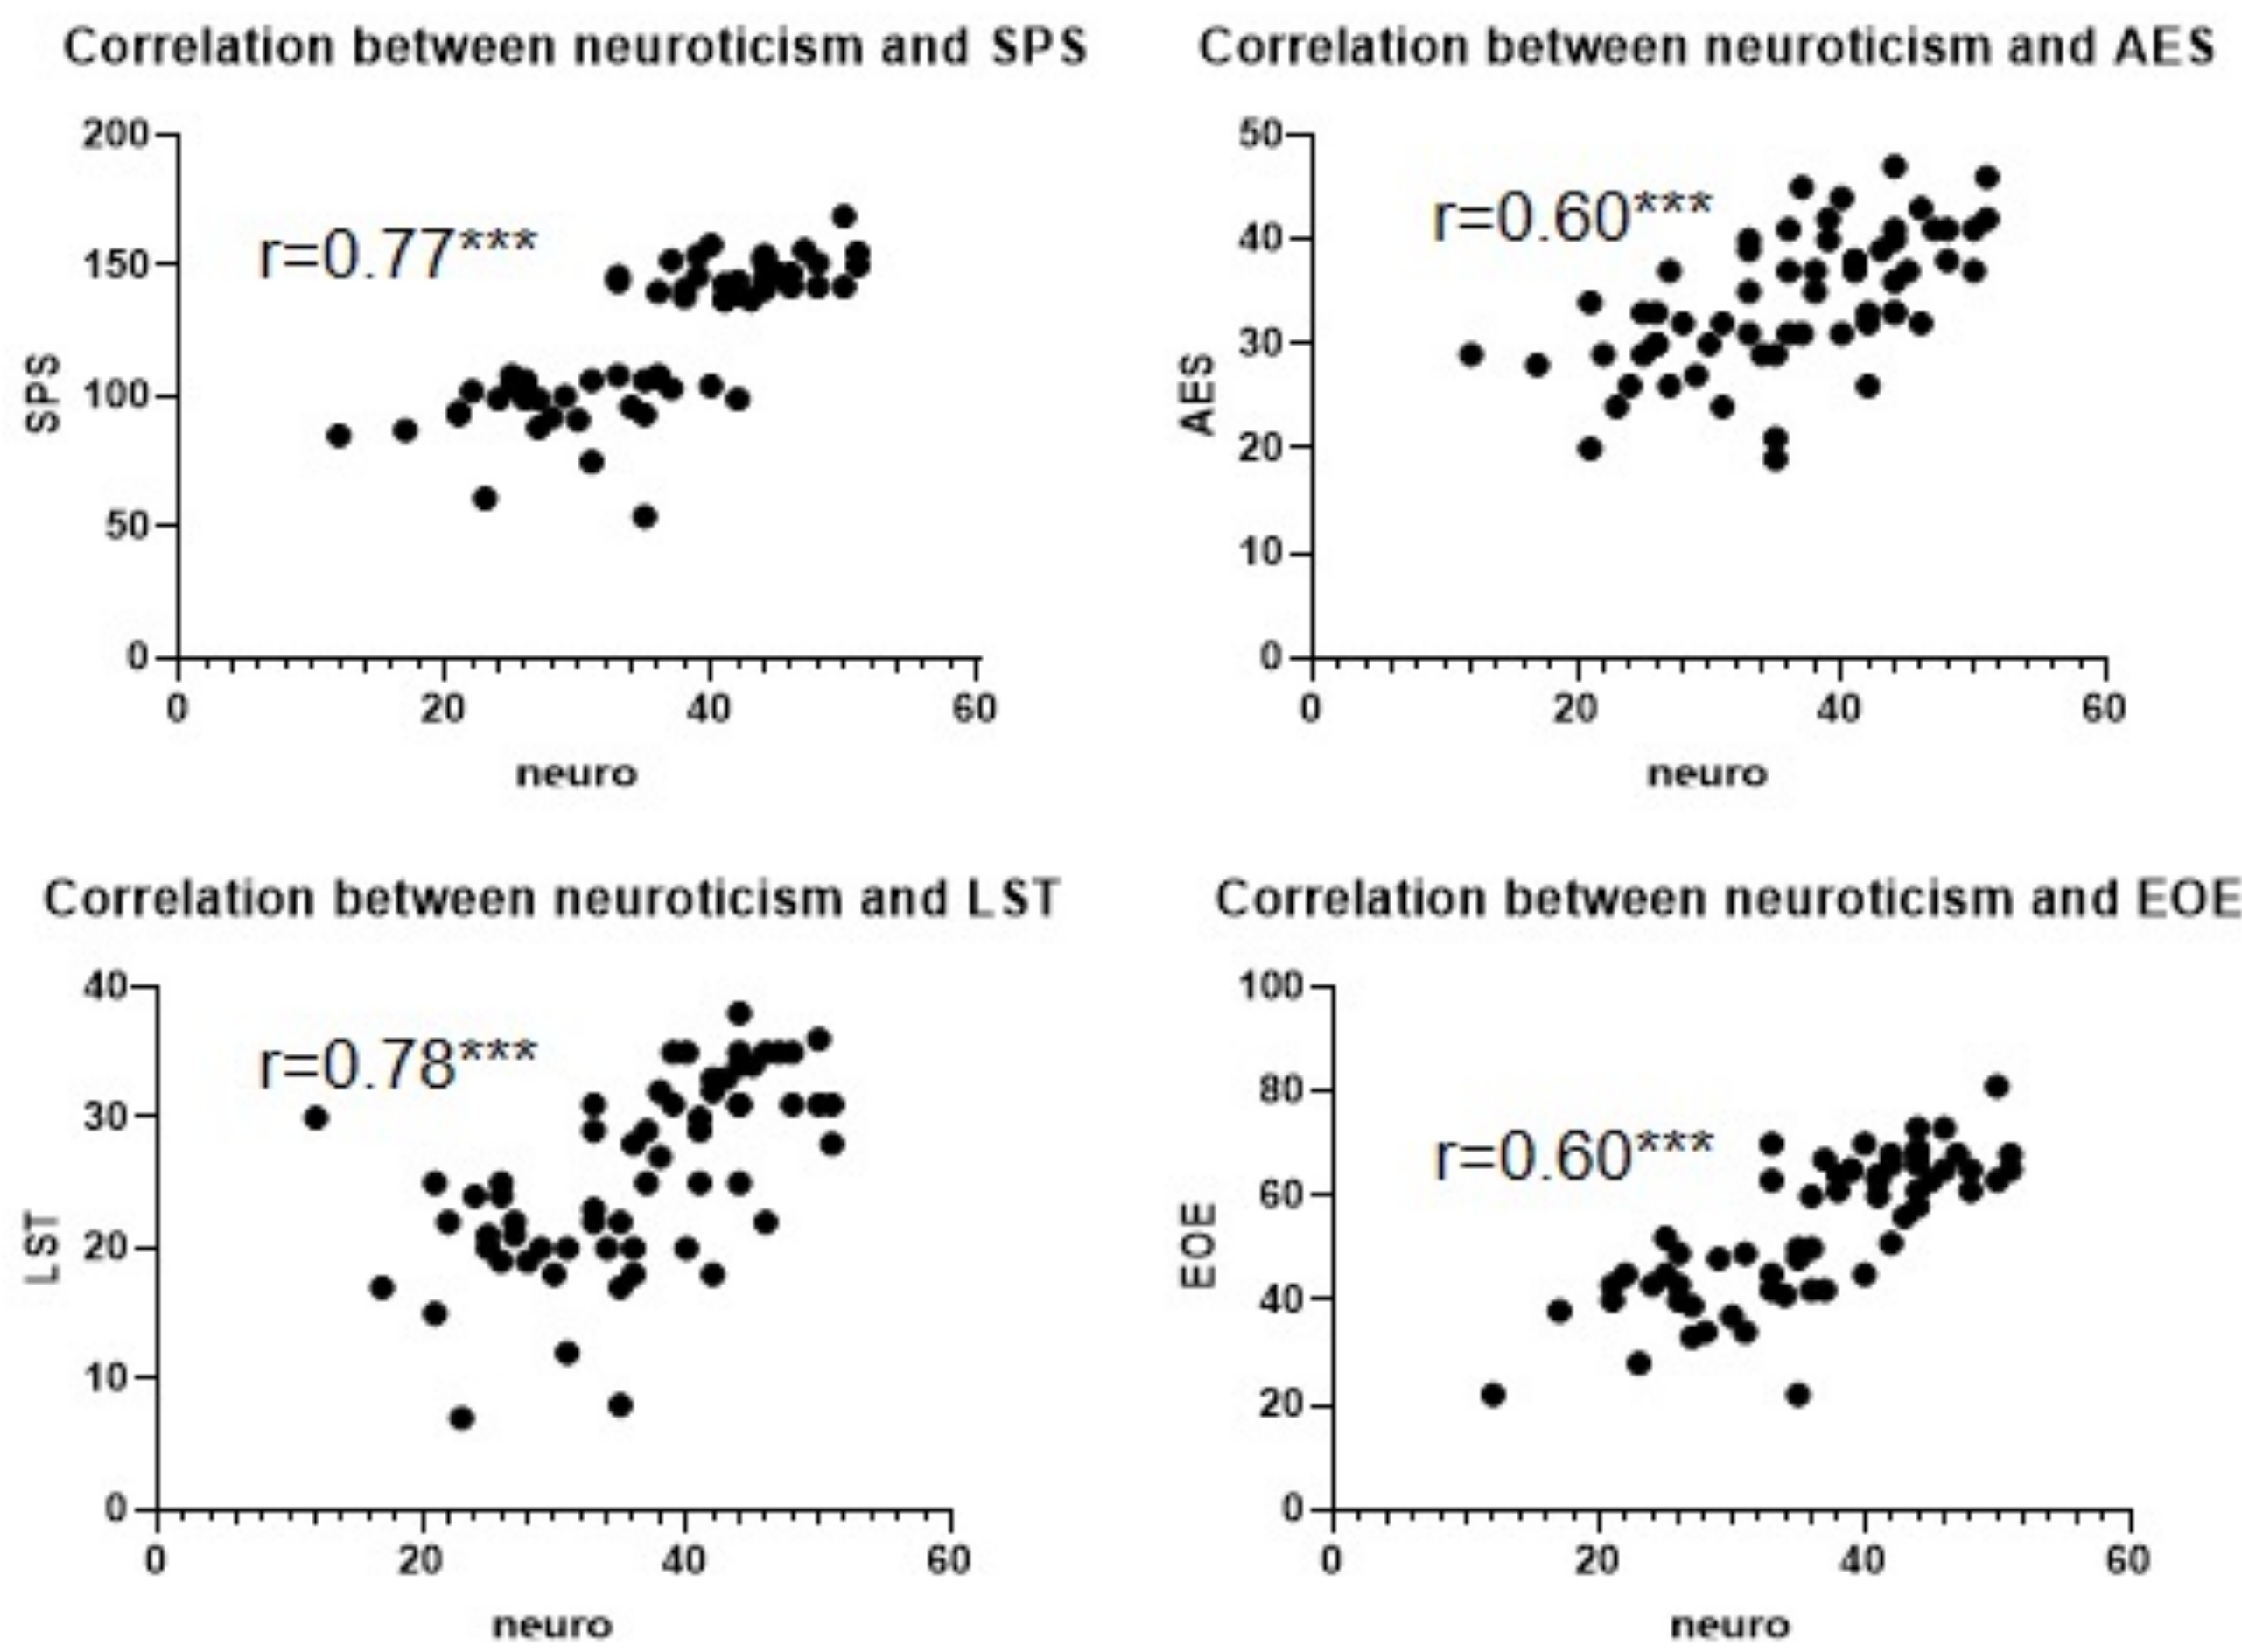 Correlation between neuroticism and SPS
200
150
100
50
0
SPS
r=0.77***
0 20 40 60
neuro
Correlation between neuroticism and AES
50
40
30
20
10
0
AES
r=0.60***
0 20 40 60
neuro
Correlation between neuroticism and LST
40
30
20
10
0
LST
r=0.78***
0 20 40 60
neuro
Correlation between neuroticism and EOE
100
80
60
40
20
0
EOE
r=0.60***
0 20 40 60
neuro